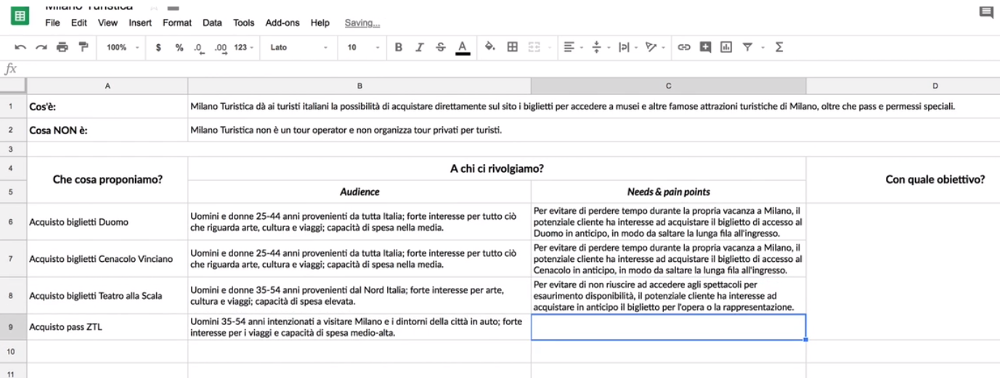 Milano Turistica
File Edit View Insert Format Data Tools Add-ons Help Saving...
100% $ % .0 .00 123 Lato 10 B I S A
fx
A B C D
1 Cos'è: Milano Turistica dà ai turisti italiani la possibilità di acquistare direttamente sul sito i biglietti per accedere a musei e altre famose attrazioni turistiche di Milano, oltre che pass e permessi speciali.
2 Cosa NON è: Milano Turistica non è un tour operator e non organizza tour privati per turisti.
3
4 A chi ci rivolgiamo?
Che cosa proponiamo? Con quale obiettivo?
5 Audience Needs & pain points
6 Acquisto biglietti Duomo
Uomini e donne 25-44 anni provenienti da tutta Italia; forte interesse per tutto ciò
che riguarda arte, cultura e viaggi; capacità di spesa nella media.
Per evitare di perdere tempo durante la propria vacanza a Milano, il
potenziale cliente ha interesse ad acquistare il biglietto di accesso al
Duomo in anticipo, in modo da saltare la lunga fila all'ingresso.
7 Acquisto biglietti Cenacolo Vinciano
Uomini e donne 25-44 anni provenienti da tutta Italia; forte interesse per tutto ciò
che riguarda arte, cultura e viaggi; capacità di spesa nella media.
Per evitare di perdere tempo durante la propria vacanza a Milano, il
potenziale cliente ha interesse ad acquistare il biglietto di accesso al
Cenacolo in anticipo, in modo da saltare la lunga fila all'ingresso.
8 Acquisto biglietti Teatro alla Scala
Uomini e donne 35-54 anni provenienti dal Nord Italia; forte interesse per arte,
cultura e viaggi; capacità di spesa elevata.
Per evitare di non riuscire ad accedere agli spettacoli per
esaurimento disponibilità, il potenziale cliente ha interesse ad
acquistare in anticipo il biglietto per l'opera o la rappresentazione.
9 Acquisto pass ZTL
Uomini 35-54 anni intenzionati a visitare Milano e i dintorni della città in auto; forte
interesse per i viaggi e capacità di spesa medio-alta.
10
11